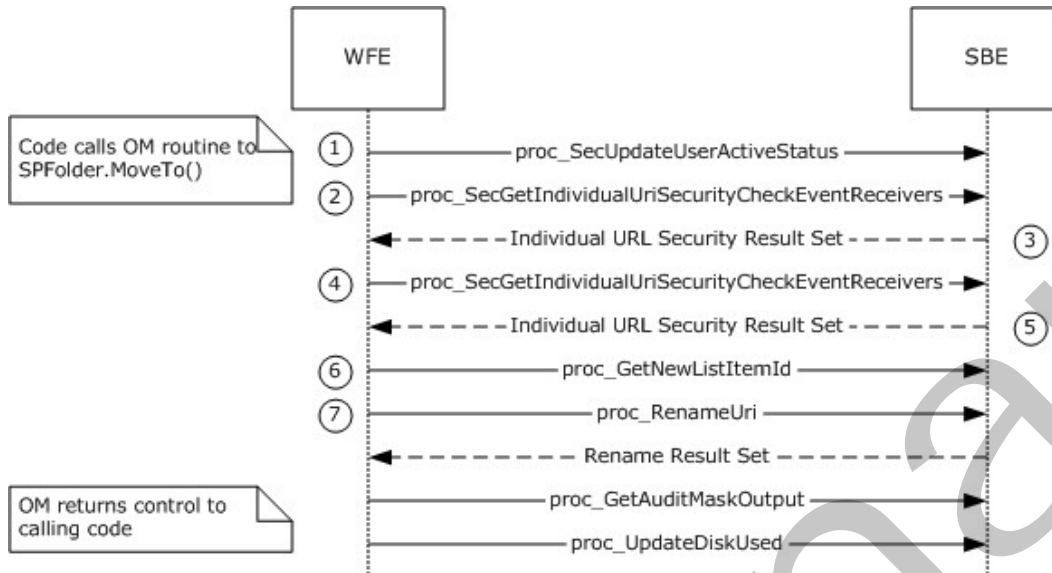 WFE
SBE
Code calls OM routine to
SPFolder.MoveTo()
1
proc_SecUpdateUserActiveStatus
2
proc_SecGetIndividualUriSecurityCheckEventReceivers
Individual URL Security Result Set
3
4
proc_SecGetIndividualUriSecurityCheckEventReceivers
Individual URL Security Result Set
5
6
proc_GetNewListItemId
7
proc_RenameUri
Rename Result Set
OM returns control to
calling code
proc_GetAuditMaskOutput
proc_UpdateDiskUsed